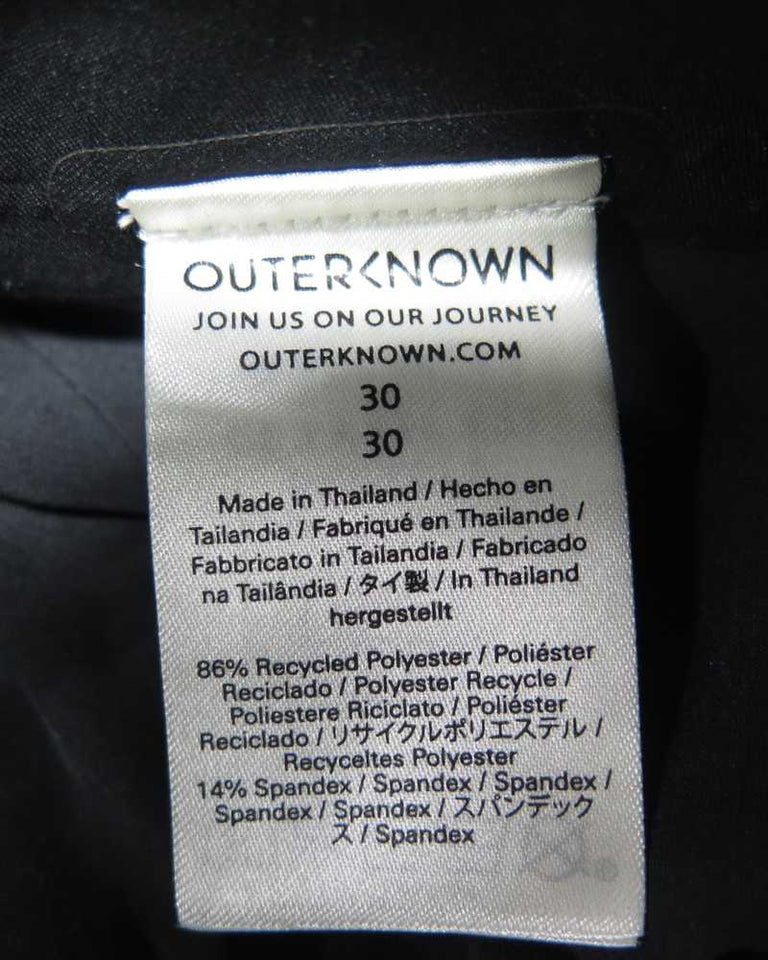 OUTERKNOWN
JOIN US ON OUR JOURNEY
OUTERKNOWN.COM
30
30
Made in Thailand / Hecho en
Tailandia / Fabriqué en Thailande /
Fabbricato in Tailandia / Fabricado
na Tailândia / タイ製 / In Thailand
hergestellt
86% Recycled Polyester / Poliéster
Reciclado / Polyester Recycle /
Poliestere Riciclato / Poliéster
Reciclado / リサイクルポリエステル /
Recyceltes Polyester
14% Spandex / Spandex / Spandex /
Spandex / Spandex / スパンデック
ス / Spandex